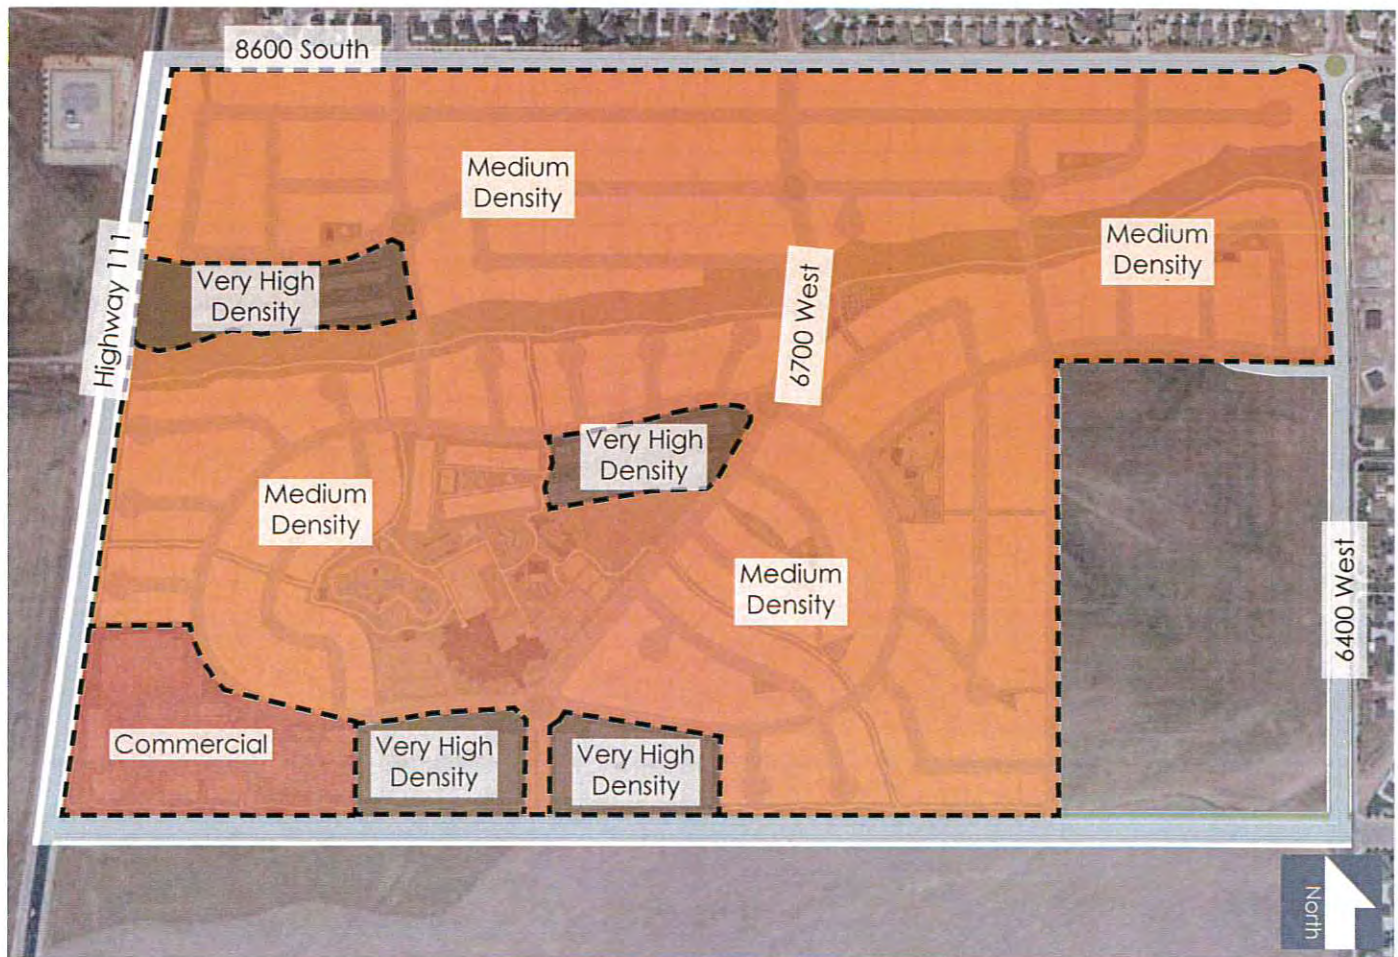 8600 South
Medium
Density
Medium
Density
Highway 111
Very High
Density
6700 West
Very High
Density
Medium
Density
Medium
Density
6400 West
Commercial
Very High
Density
Very High
Density
North